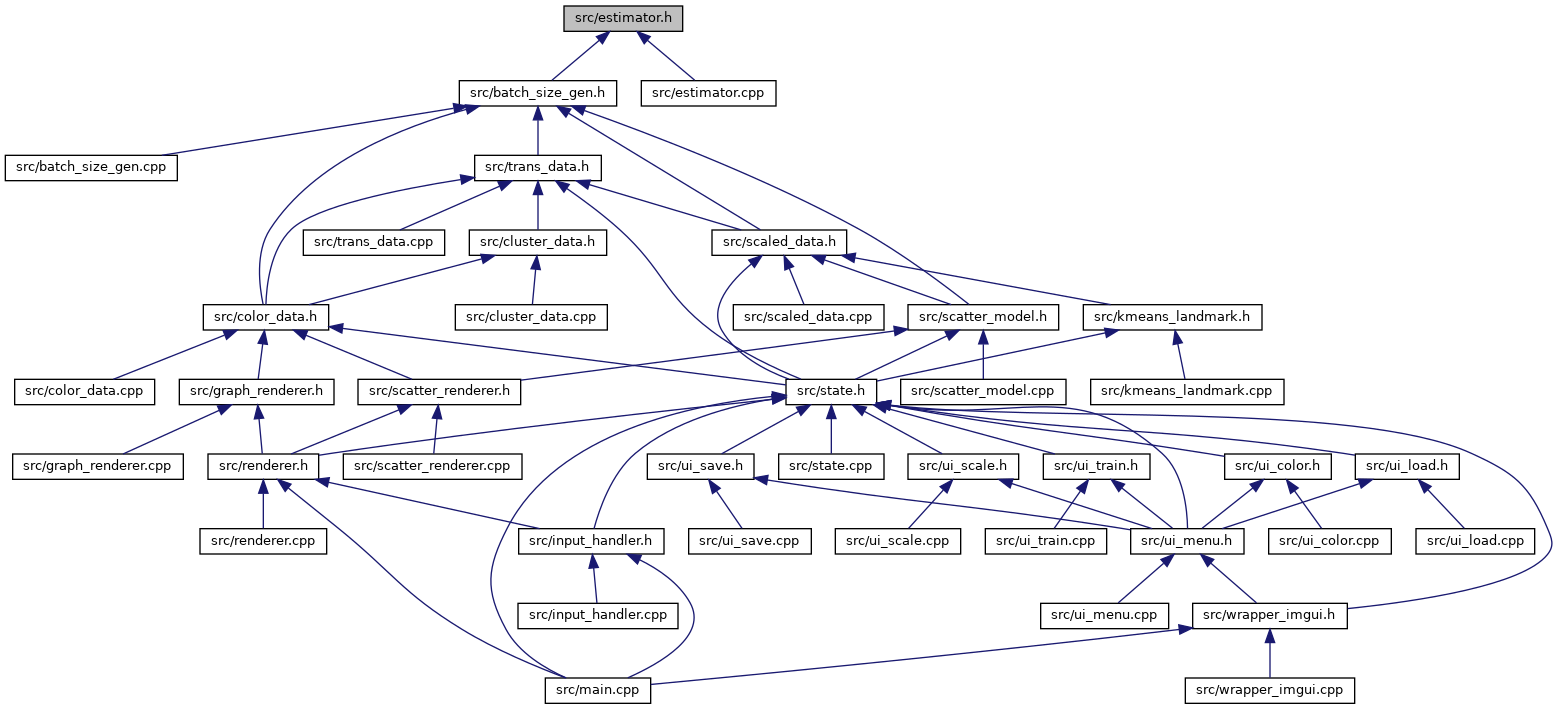 src/estimator.h
src/batch_size_gen.h
src/estimator.cpp
src/batch_size_gen.cpp
src/trans_data.h
src/trans_data.cpp
src/cluster_data.h
src/scaled_data.h
src/color_data.h
src/cluster_data.cpp
src/scaled_data.cpp
src/scatter_model.h
src/kmeans_landmark.h
src/color_data.cpp
src/graph_renderer.h
src/scatter_renderer.h
src/state.h
src/scatter_model.cpp
src/kmeans_landmark.cpp
src/graph_renderer.cpp
src/renderer.h
src/scatter_renderer.cpp
src/ui_save.h
src/state.cpp
src/ui_scale.h
src/ui_train.h
src/ui_color.h
src/ui_load.h
src/renderer.cpp
src/input_handler.h
src/ui_save.cpp
src/ui_scale.cpp
src/ui_train.cpp
src/ui_menu.h
src/ui_color.cpp
src/ui_load.cpp
src/input_handler.cpp
src/ui_menu.cpp
src/wrapper_imgui.h
src/main.cpp
src/wrapper_imgui.cpp